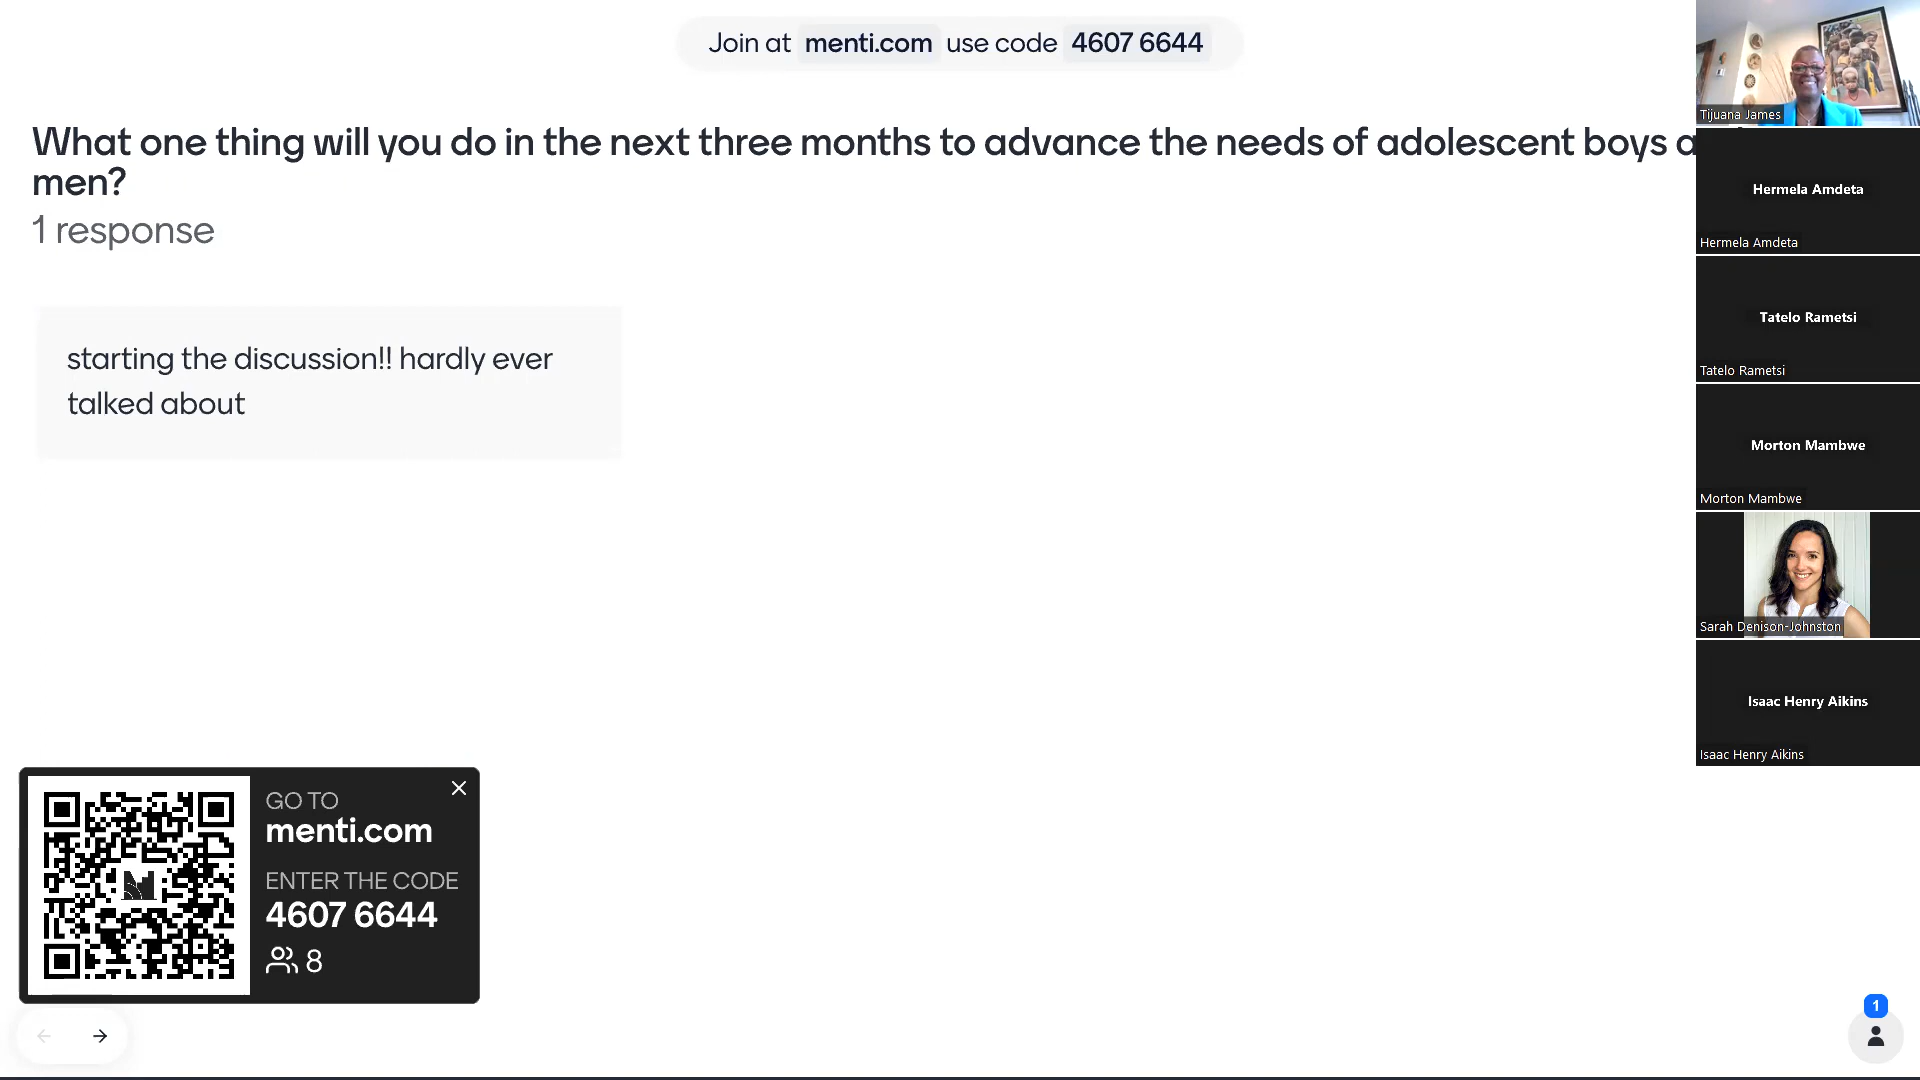 Join at menti.com use code 4607 6644
What one thing will you do in the next three months to advance the needs of adolescent boys a
men?
1 response
starting the discussion!! hardly ever
talked about
GO TO
menti.com
ENTER THE CODE
4607 6644
8
Tijuana James
Hermela Amdeta
Hermela Amdeta
Tatelo Rametsi
Tatelo Rametsi
Morton Mambwe
Morton Mambwe
Sarah Denison-Johnston
Isaac Henry Aikins
Isaac Henry Aikins
1